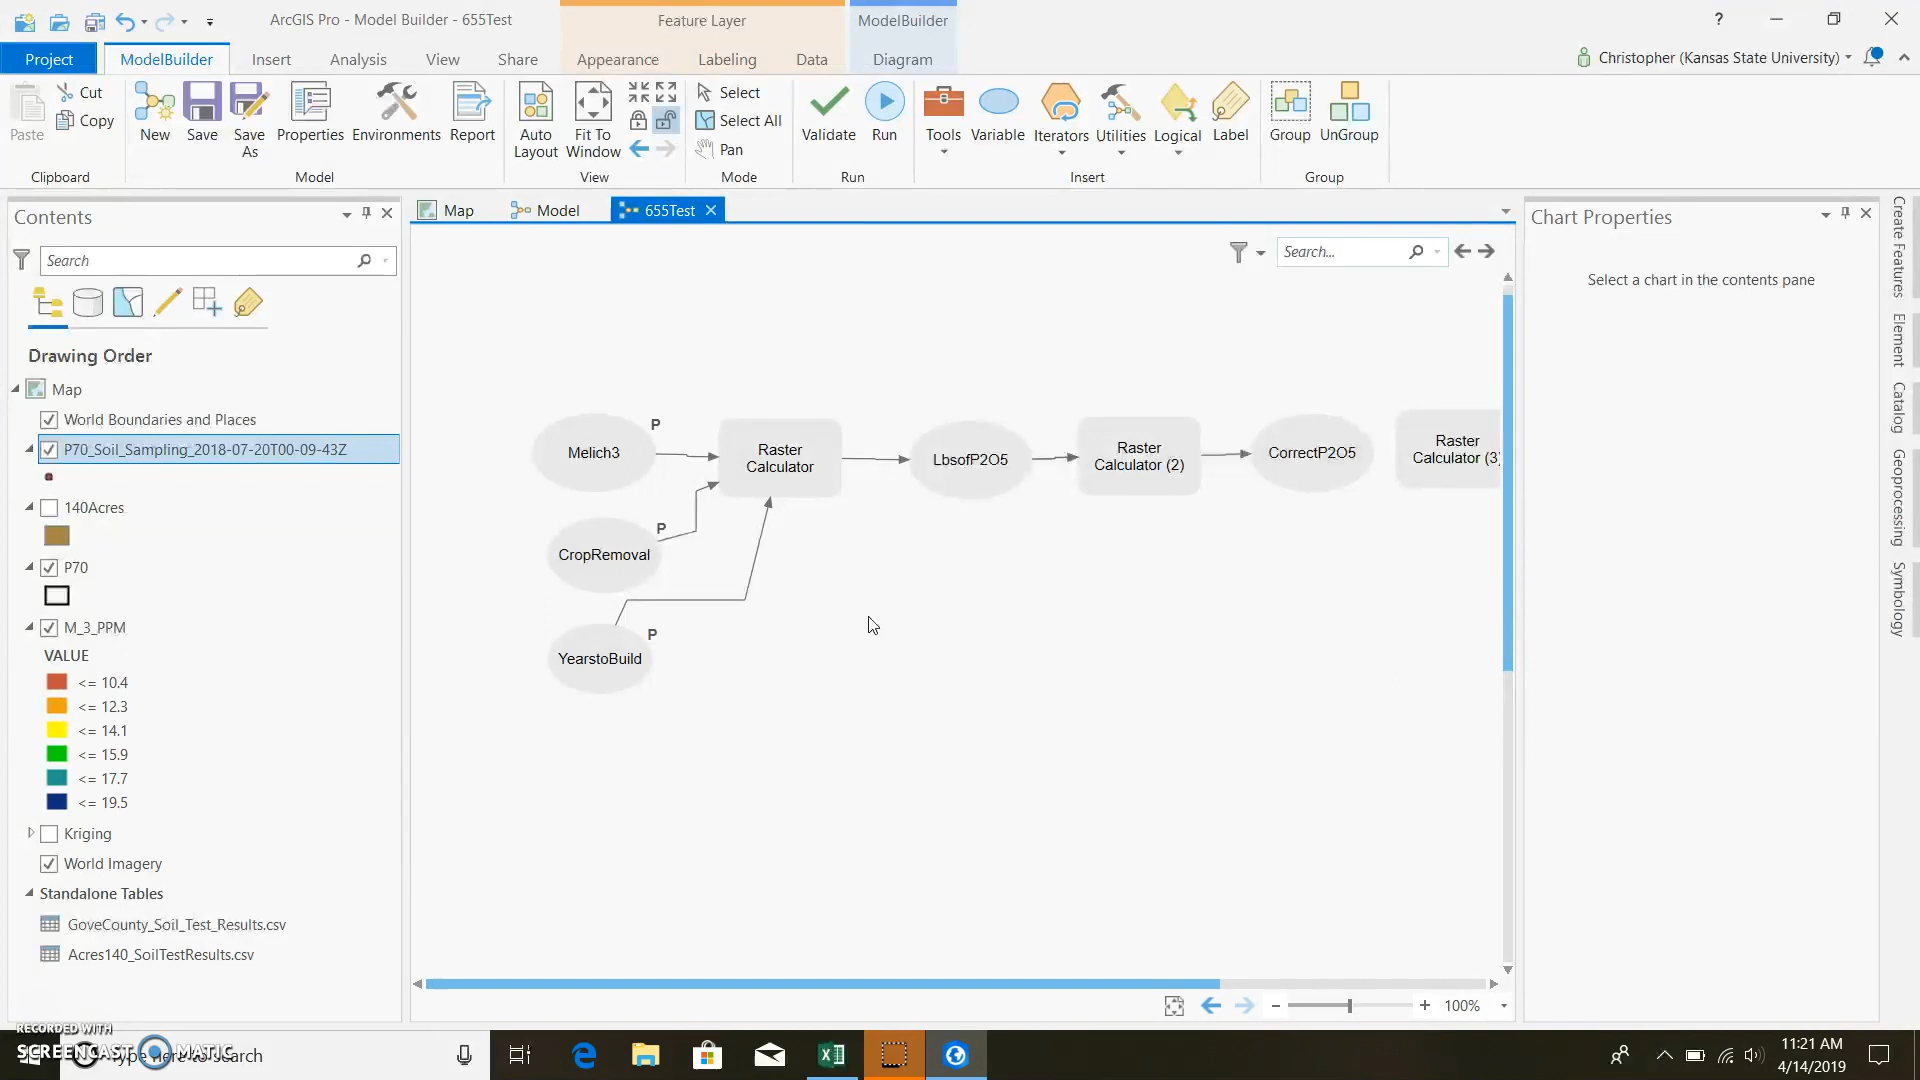 ArcGIS Pro - Model Builder - 655Test
Feature Layer
ModelBuilder
?
Project
ModelBuilder
Insert
Analysis
View
Share
Appearance
Labeling
Data
Diagram
Christopher (Kansas State University)
Paste
Cut
Copy
Clipboard
New
Save
Save As
Properties
Environments
Report
Model
Auto Layout
Fit To Window
View
Select
Select All
Pan
Mode
Validate
Run
Run
Tools
Variable
Iterators
Utilities
Logical
Label
Insert
Group
UnGroup
Group
Contents
Search
Drawing Order
Map
World Boundaries and Places
P70_Soil_Sampling_2018-07-20T00-09-43Z
140Acres
P70
M_3_PPM
VALUE
<= 10.4
<= 12.3
<= 14.1
<= 15.9
<= 17.7
<= 19.5
Kriging
World Imagery
Standalone Tables
GoveCounty_Soil_Test_Results.csv
Acres140_SoilTestResults.csv
Map
Model
655Test
Search...
Melich3
P
Raster
Calculator
LbsofP2O5
Raster
Calculator (2)
CorrectP2O5
Raster
Calculator (3)
CropRemoval
P
YearstoBuild
P
100%
Chart Properties
Select a chart in the contents pane
Create Features
Element
Catalog
Geoprocessing
Symbology
RECORDED WITH
SCREENCAST MATIC
Type here to search
11:21 AM
4/14/2019